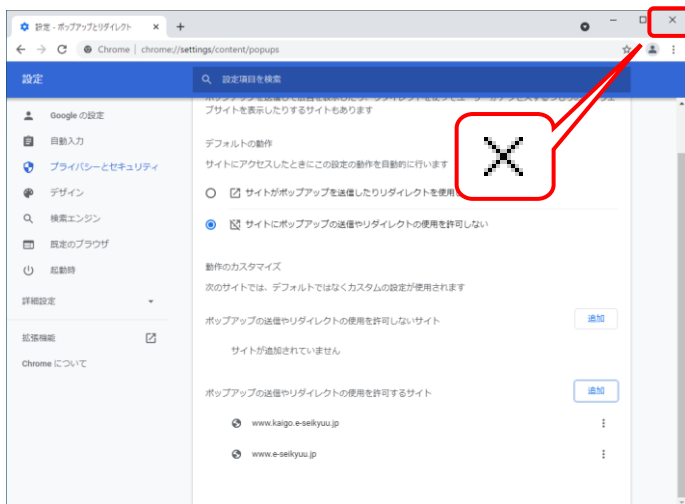 設定 - ポップアップとリダイレクト
Chrome | chrome://settings/content/popups
設定
設定項目を検索
Google の設定
自動入力
プライバシーとセキュリティ
デザイン
検索エンジン
既定のブラウザ
起動時
詳細設定
拡張機能
Chrome について
ブサイトを表示したりするサイトもあります
デフォルトの動作
サイトにアクセスしたときにこの設定の動作を自動的に行います
サイトがポップアップを送信したりリダイレクトを使用
サイトにポップアップの送信やリダイレクトの使用を許可しない
動作のカスタマイズ
次のサイトでは、デフォルトではなくカスタムの設定が使用されます
ポップアップの送信やリダイレクトの使用を許可しないサイト
追加
サイトが追加されていません
ポップアップの送信やリダイレクトの使用を許可するサイト
追加
www.kaigo.e-seikyuu.jp
www.e-seikyuu.jp